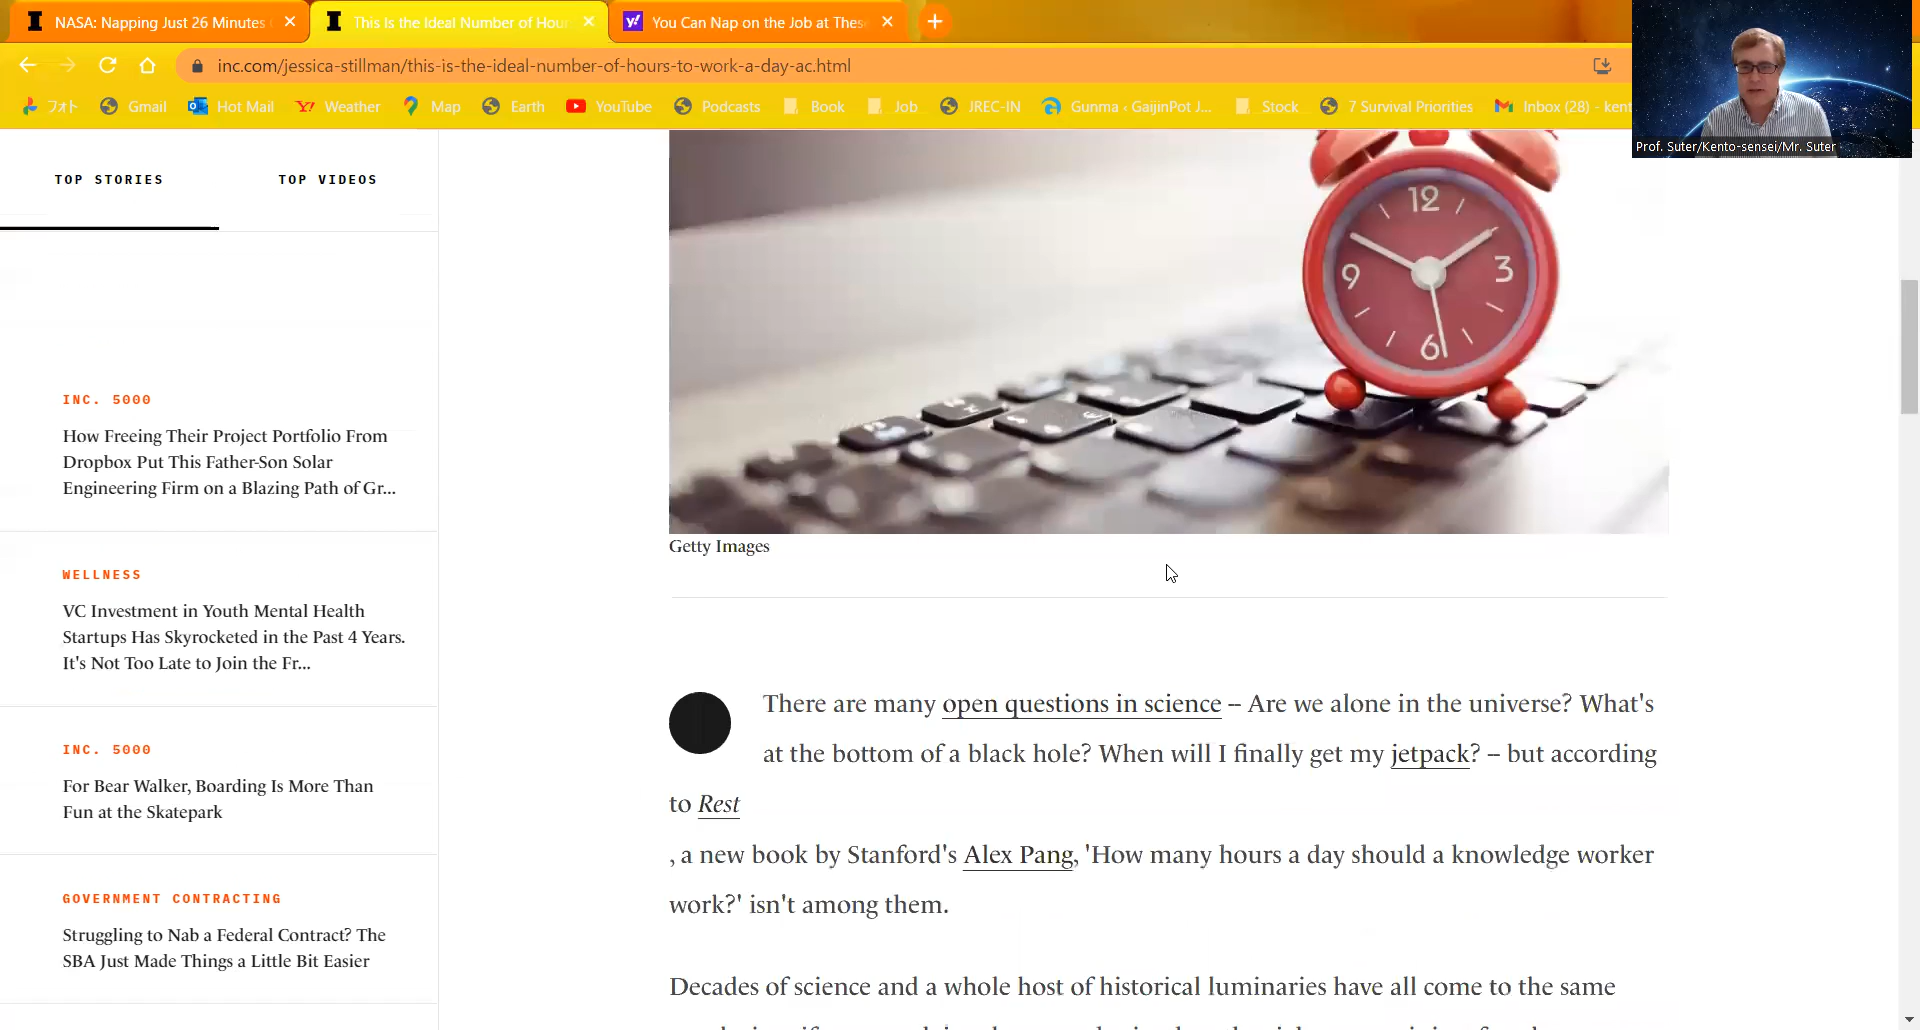 NASA: Napping Just 26 Minutes
This Is the Ideal Number of Hou
You Can Nap on the Job at Thes
inc.com/jessica-stillman/this-is-the-ideal-number-of-hours-to-work-a-day-ac.html
フォト Gmail Hot Mail Weather Map Earth YouTube Podcasts Book Job JREC-IN Gunma ‹ GaijinPot J... Stock 7 Survival Priorities Inbox (28) - kent
Prof. Suter/Kento-sensei/Mr. Suter
TOP STORIES TOP VIDEOS
INC. 5000
How Freeing Their Project Portfolio From
Dropbox Put This Father-Son Solar
Engineering Firm on a Blazing Path of Gr...
WELLNESS
VC Investment in Youth Mental Health
Startups Has Skyrocketed in the Past 4 Years.
It's Not Too Late to Join the Fr...
INC. 5000
For Bear Walker, Boarding Is More Than
Fun at the Skatepark
GOVERNMENT CONTRACTING
Struggling to Nab a Federal Contract? The
SBA Just Made Things a Little Bit Easier
12
9 3
6
Getty Images
There are many open questions in science -- Are we alone in the universe? What's
at the bottom of a black hole? When will I finally get my jetpack? -- but according
to Rest
, a new book by Stanford's Alex Pang, 'How many hours a day should a knowledge worker
work?' isn't among them.
Decades of science and a whole host of historical luminaries have all come to the same